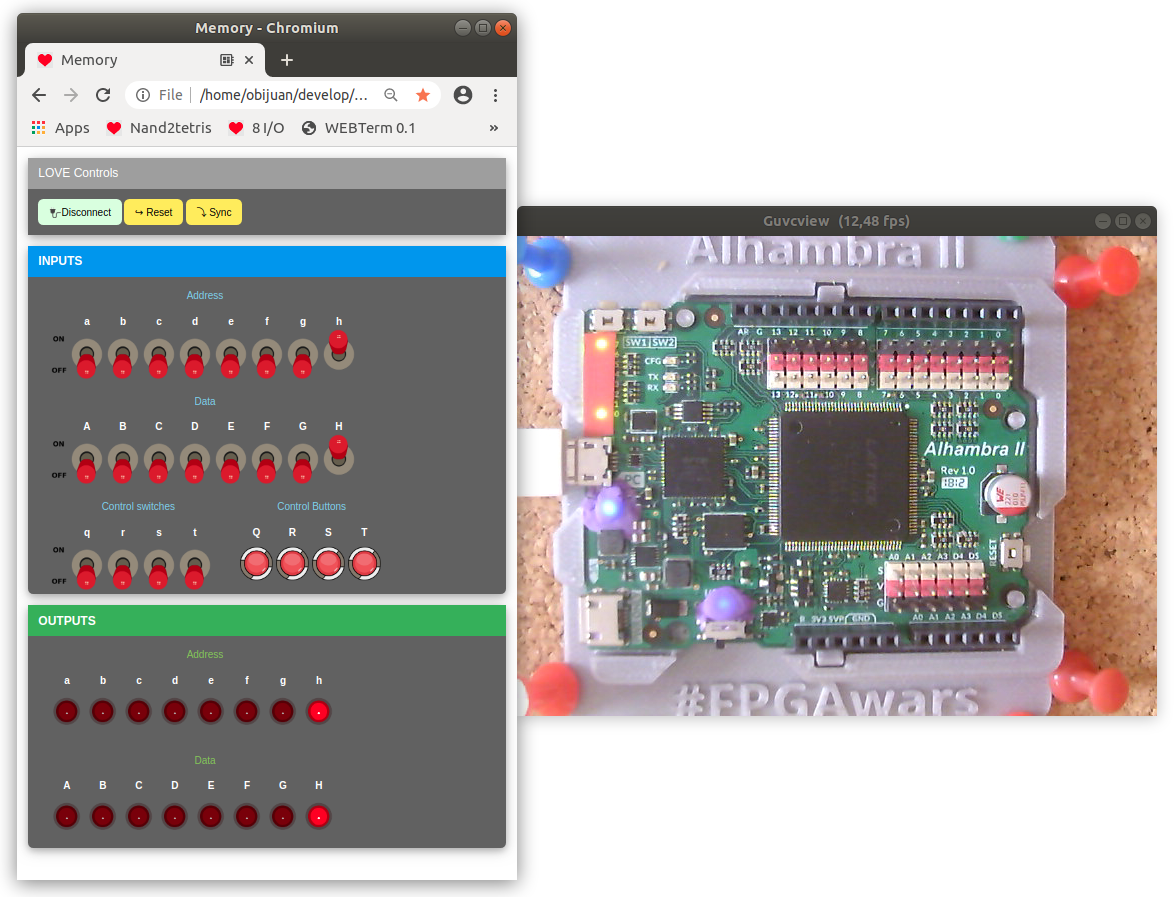 Memory - Chromium
Memory
File /home/obijuan/develop/...
Apps Nand2tetris 8 I/O WEBTerm 0.1 »
LOVE Controls
Disconnect Reset Sync
INPUTS
Address
a b c d e f g h
ON
OFF
Data
A B C D E F G H
ON
OFF
Control switches Control Buttons
q r s t Q R S T
ON
OFF
OUTPUTS
Address
a b c d e f g h
Data
A B C D E F G H
Guvcview (12,48 fps)
Alhambra II
AR G 13 12 11 10 9 8 7 6 5 4 3 2 1 0
SW1 SW2
CFG
TX
RX
13 12 11 10 9 8 7 6 5 4 3 2 1 0
Alhambra II
Rev 1.0
1812
PC
RESET
A0 A1 A2 A3 D4 D5
S
V
G
R 3V3 5VP GND A0 A1 A2 A3 D4 D5
#FPGAwars